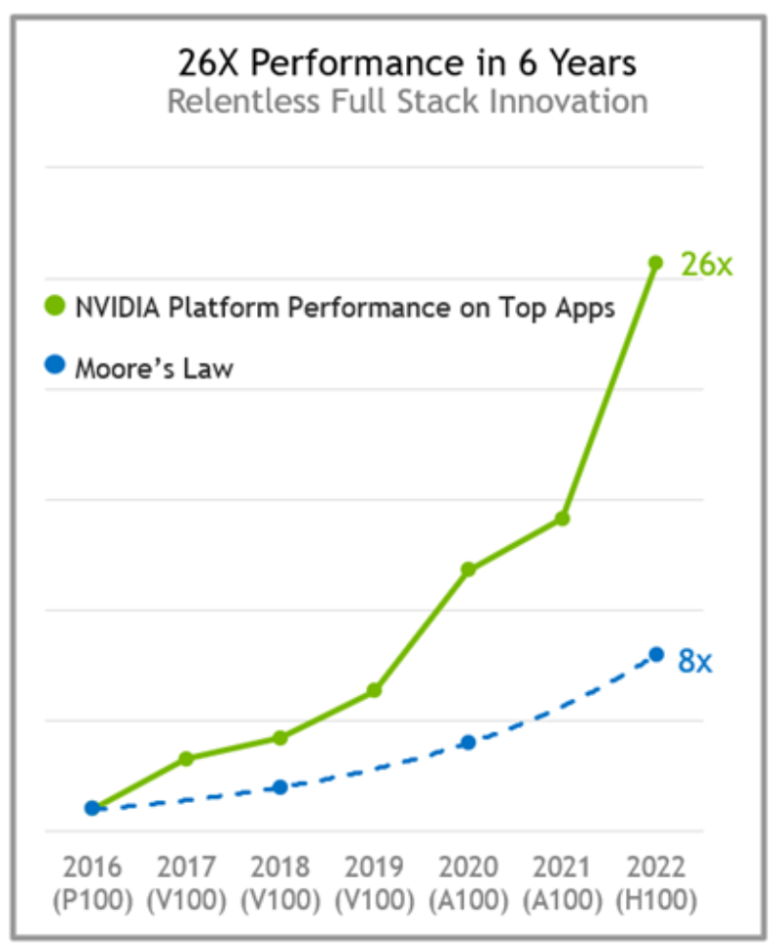 26X Performance in 6 Years
Relentless Full Stack Innovation
26x
NVIDIA Platform Performance on Top Apps
Moore's Law
8x
2016 2017 2018 2019 2020 2021 2022
(P100) (V100) (V100) (V100) (A100) (A100) (H100)